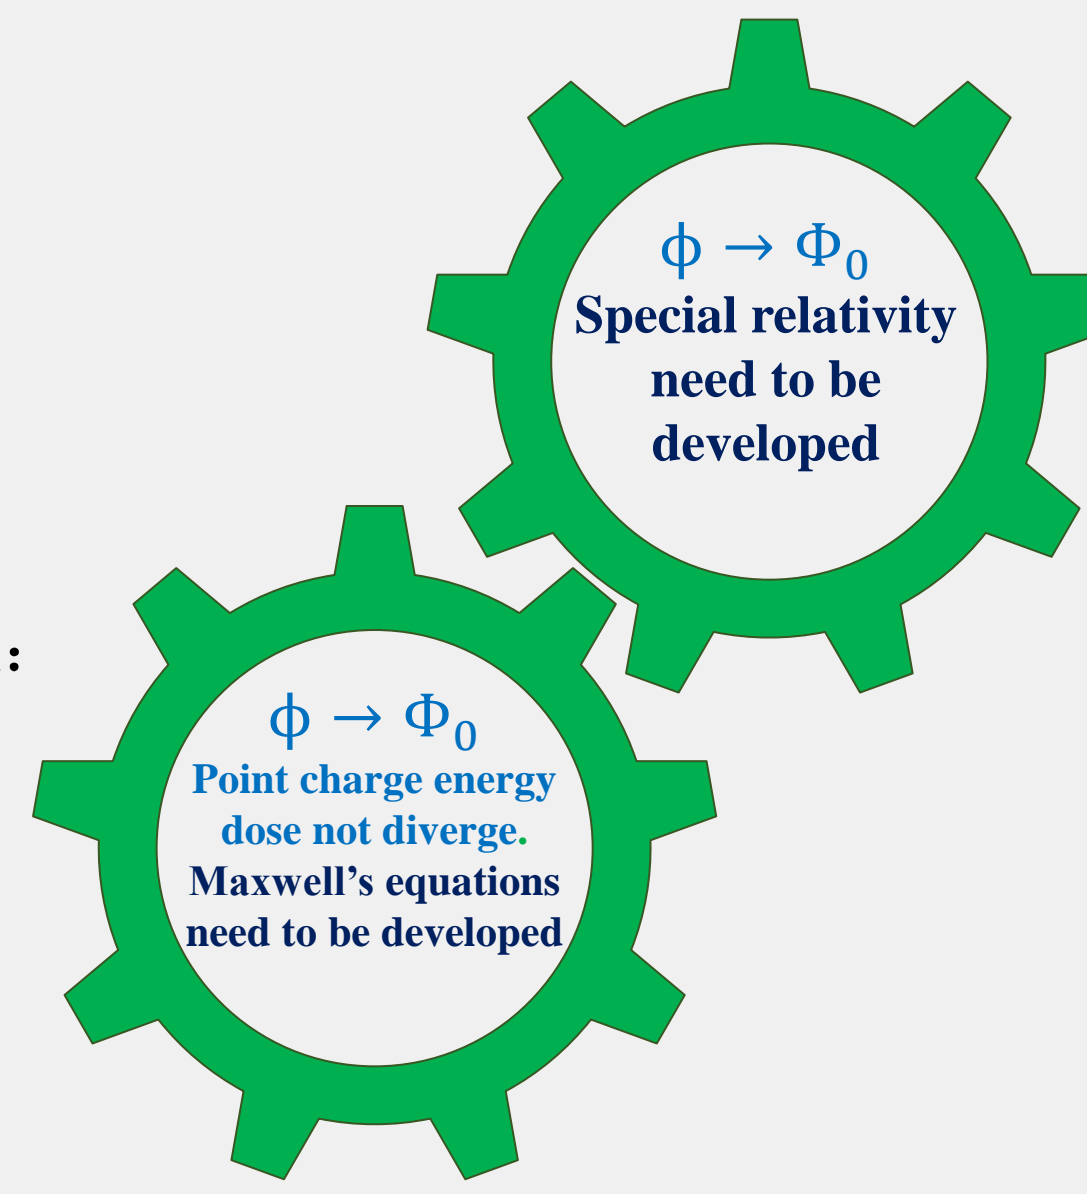 ϕ → Φ₀
Special relativity
need to be
developed
:
ϕ → Φ₀
Point charge energy
dose not diverge.
Maxwell’s equations
need to be developed